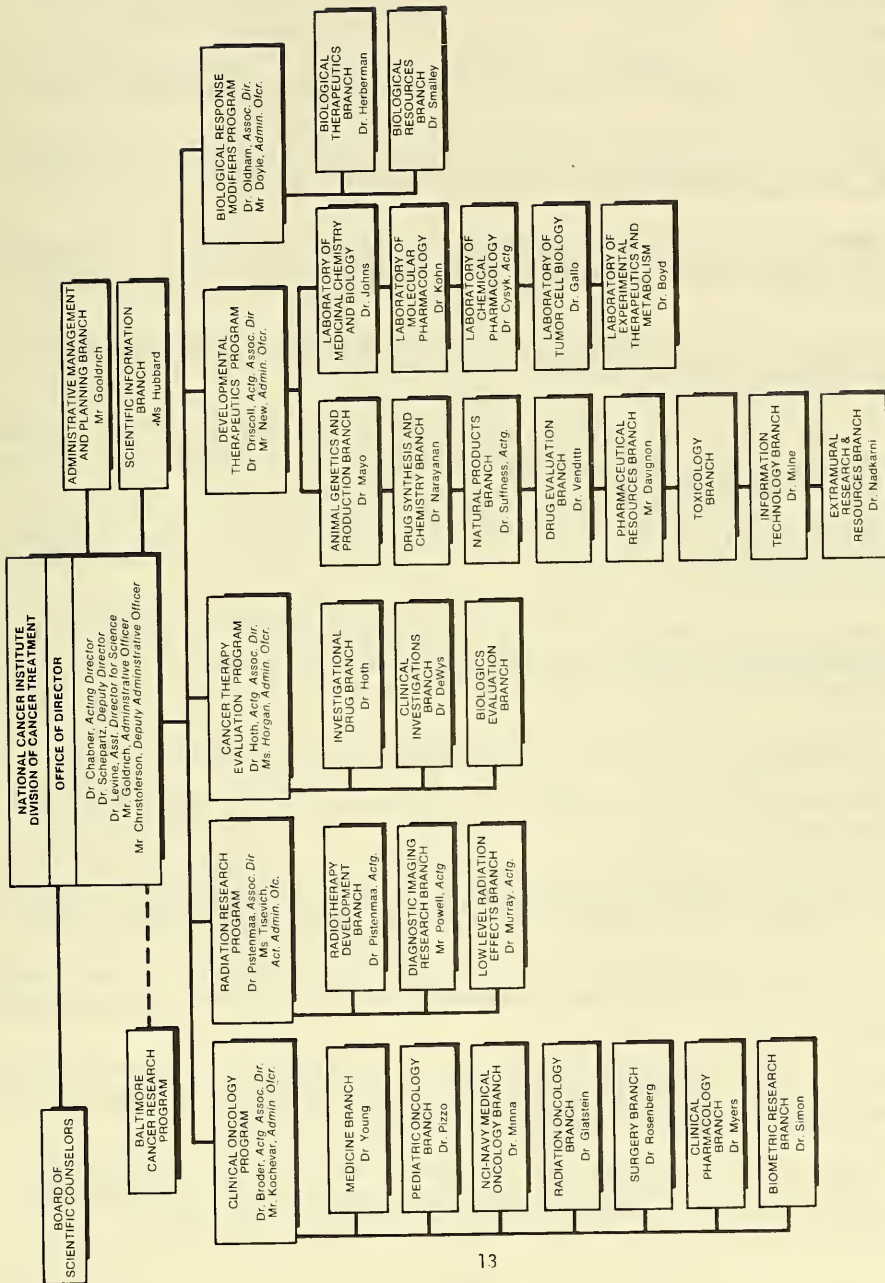 NATIONAL CANCER INSTITUTE
DIVISION OF CANCER TREATMENT
OFFICE OF DIRECTOR
Dr Chabner, Acting Director
Dr. Schepartz, Deputy Director
Dr Levine, Asst. Director for Science
Mr. Goldrich, Administrative Officer
Mr Christoferson, Deputy Administrative Officer
BOARD OF
SCIENTIFIC COUNSELORS
BALTIMORE
CANCER RESEARCH
PROGRAM
ADMINISTRATIVE MANAGEMENT
AND PLANNING BRANCH
Mr Gooldrich
SCIENTIFIC INFORMATION
BRANCH
Ms Hubbard
CLINICAL ONCOLOGY
PROGRAM
Dr. Broder, Actg Assoc. Dir.
Mr. Kochevar, Admin Ofcr.
MEDICINE BRANCH
Dr Young
PEDIATRIC ONCOLOGY
BRANCH
Dr. Pizzo
NCI-NAVY MEDICAL
ONCOLOGY BRANCH
Dr. Minna
RADIATION ONCOLOGY
BRANCH
Dr Glatstein
SURGERY BRANCH
Dr Rosenberg
CLINICAL
PHARMACOLOGY
BRANCH
Dr Myers
BIOMETRIC RESEARCH
BRANCH
Dr. Simon
RADIATION RESEARCH
PROGRAM
Dr Pistenmaa, Assoc. Dir
Ms Tisevich,
Act. Admin. Ofc.
RADIOTHERAPY
DEVELOPMENT
BRANCH
Dr Pistenmaa, Actg.
DIAGNOSTIC IMAGING
RESEARCH BRANCH
Mr Powell, Actg
LOW LEVEL RADIATION
EFFECTS BRANCH
Dr Murray, Actg.
CANCER THERAPY
EVALUATION PROGRAM
Dr Hoth, Actg Assoc. Dir.
Ms. Horgan, Admin. Ofcr.
INVESTIGATIONAL
DRUG BRANCH
Dr Hoth
CLINICAL
INVESTIGATIONS
BRANCH
Dr DeWys
BIOLOGICS
EVALUATION
BRANCH
DEVELOPMENTAL
THERAPEUTICS PROGRAM
Dr Driscoll, Actg. Assoc. Dir
Mr New, Admin. Ofcr.
ANIMAL GENETICS AND
PRODUCTION BRANCH
Dr Mayo
DRUG SYNTHESIS AND
CHEMISTRY BRANCH
Dr Narayanan
NATURAL PRODUCTS
BRANCH
Dr. Suffness, Actg.
DRUG EVALUATION
BRANCH
Dr. Venditti
PHARMACEUTICAL
RESOURCES BRANCH
Mr Davignon
TOXICOLOGY
BRANCH
INFORMATION
TECHNOLOGY BRANCH
Dr. Milne
EXTRAMURAL
RESEARCH &
RESOURCES BRANCH
Dr. Nadkarni
LABORATORY OF
MEDICINAL CHEMISTRY
AND BIOLOGY
Dr. Johns
LABORATORY OF
MOLECULAR
PHARMACOLOGY
Dr Kohn
LABORATORY OF
CHEMICAL
PHARMACOLOGY
Dr Cysyk, Actg
LABORATORY OF
TUMOR CELL BIOLOGY
Dr. Gallo
LABORATORY OF
EXPERIMENTAL
THERAPEUTICS AND
METABOLISM
Dr. Boyd
BIOLOGICAL RESPONSE
MODIFIERS PROGRAM
Dr. Oldham, Assoc. Dir.
Mr Doyle, Admin. Ofcr.
BIOLOGICAL
THERAPEUTICS
BRANCH
Dr. Herberman
BIOLOGICAL
RESOURCES
BRANCH
Dr Smalley
13